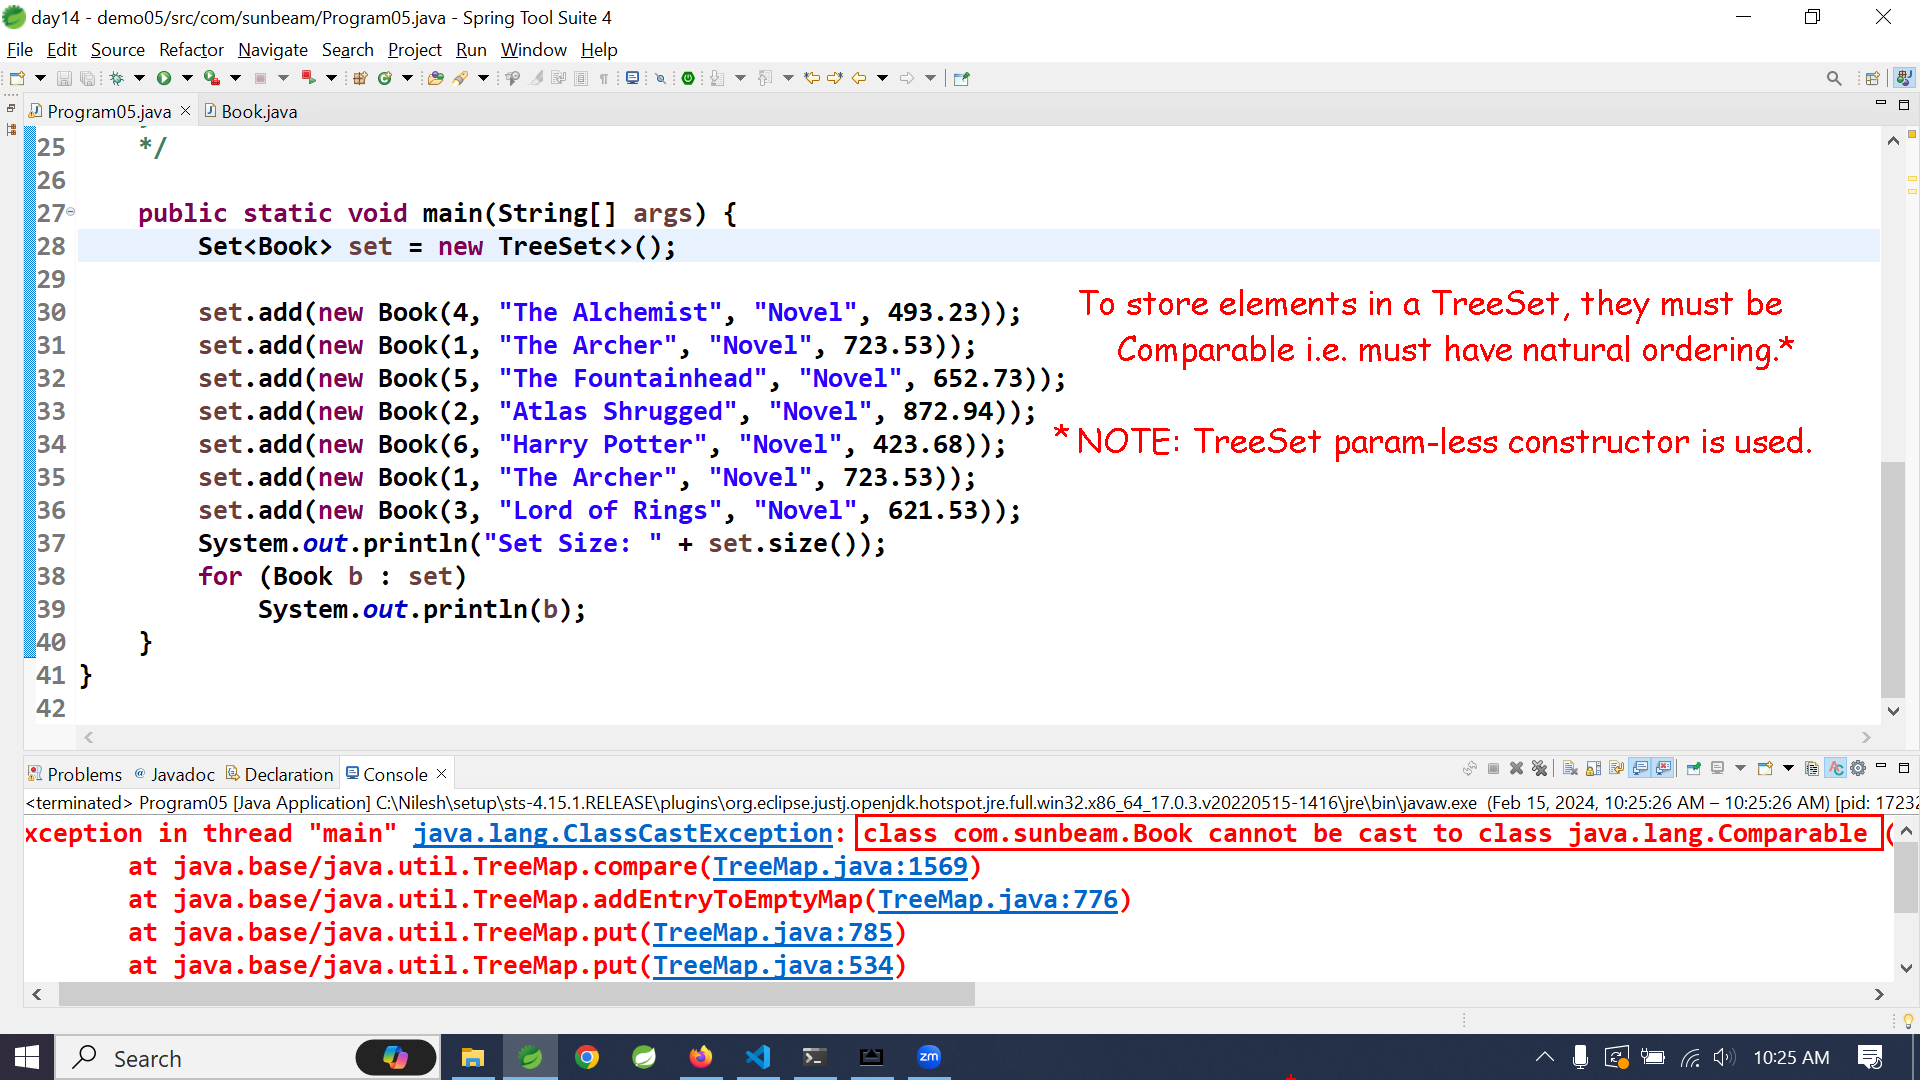 day14 - demo05/src/com/sunbeam/Program05.java - Spring Tool Suite 4
File Edit Source Refactor Navigate Search Project Run Window Help
Program05.java Book.java
25 */
26
27 public static void main(String[] args) {
28 Set<Book> set = new TreeSet<>();
29
30 set.add(new Book(4, "The Alchemist", "Novel", 493.23));
31 set.add(new Book(1, "The Archer", "Novel", 723.53));
32 set.add(new Book(5, "The Fountainhead", "Novel", 652.73));
33 set.add(new Book(2, "Atlas Shrugged", "Novel", 872.94));
34 set.add(new Book(6, "Harry Potter", "Novel", 423.68));
35 set.add(new Book(1, "The Archer", "Novel", 723.53));
36 set.add(new Book(3, "Lord of Rings", "Novel", 621.53));
37 System.out.println("Set Size: " + set.size());
38 for (Book b : set)
39 System.out.println(b);
40 }
41 }
42
To store elements in a TreeSet, they must be
Comparable i.e. must have natural ordering.*
* NOTE: TreeSet param-less constructor is used.
Problems Javadoc Declaration Console
<terminated> Program05 [Java Application] C:\Nilesh\setup\sts-4.15.1.RELEASE\plugins\org.eclipse.justj.openjdk.hotspot.jre.full.win32.x86_64_17.0.3.v20220515-1416\jre\bin\javaw.exe (Feb 15, 2024, 10:25:26 AM – 10:25:26 AM) [pid: 17232
xception in thread "main" java.lang.ClassCastException: class com.sunbeam.Book cannot be cast to class java.lang.Comparable (
at java.base/java.util.TreeMap.compare(TreeMap.java:1569)
at java.base/java.util.TreeMap.addEntryToEmptyMap(TreeMap.java:776)
at java.base/java.util.TreeMap.put(TreeMap.java:785)
at java.base/java.util.TreeMap.put(TreeMap.java:534)
Search
zm
10:25 AM